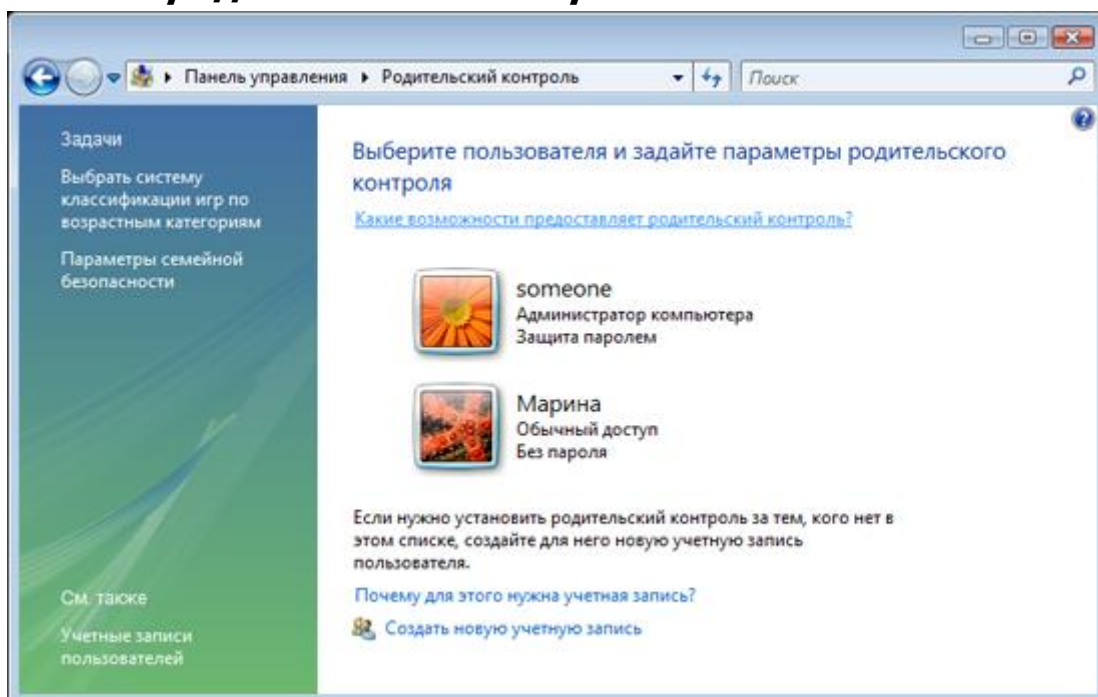 Панель управления ▸ Родительский контроль
Поиск
Задачи
Выбрать систему
классификации игр по
возрастным категориям
Параметры семейной
безопасности
См. также
Учетные записи
пользователей
Выберите пользователя и задайте параметры родительского
контроля
Какие возможности предоставляет родительский контроль?
someone
Администратор компьютера
Защита паролем
Марина
Обычный доступ
Без пароля
Если нужно установить родительский контроль за тем, кого нет в
этом списке, создайте для него новую учетную запись
пользователя.
Почему для этого нужна учетная запись?
Создать новую учетную запись